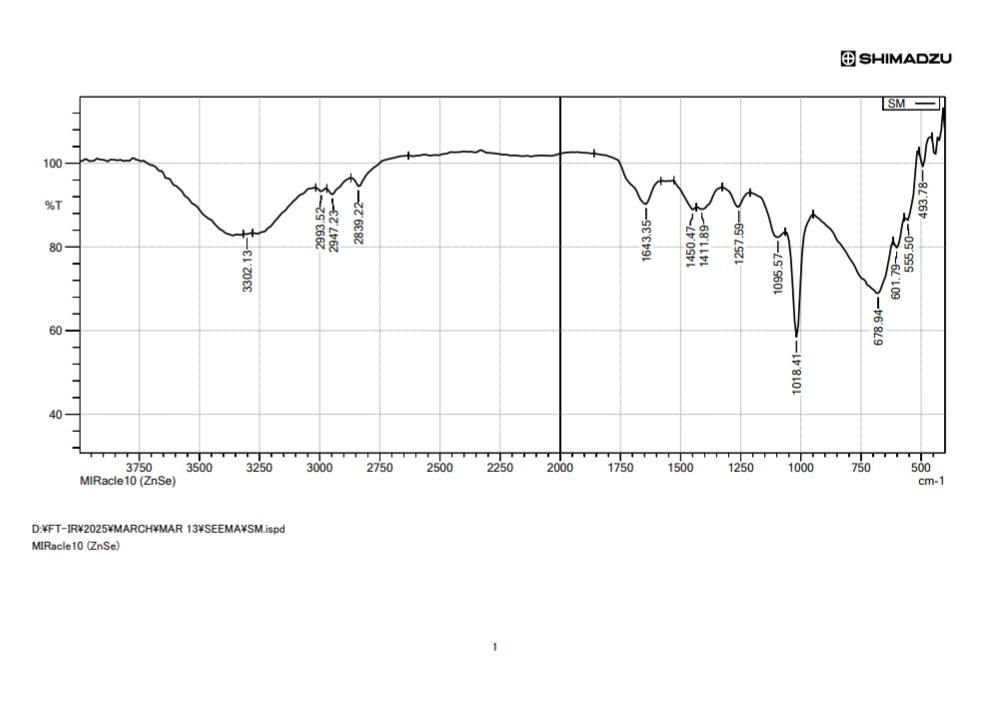 SHIMADZU
SM
100
%T
80
60
40
3302.13
2993.52
2947.23
2839.22
1643.35
1450.47
1411.89
1257.59
1095.57
1018.41
678.94
601.79
555.50
493.78
3750 3500 3250 3000 2750 2500 2250 2000 1750 1500 1250 1000 750 500
MIRacle10 (ZnSe) cm-1
D:¥FT-IR¥2025¥MARCH¥MAR 13¥SEEMA¥SM.ispd
MIRacle10 (ZnSe)
1